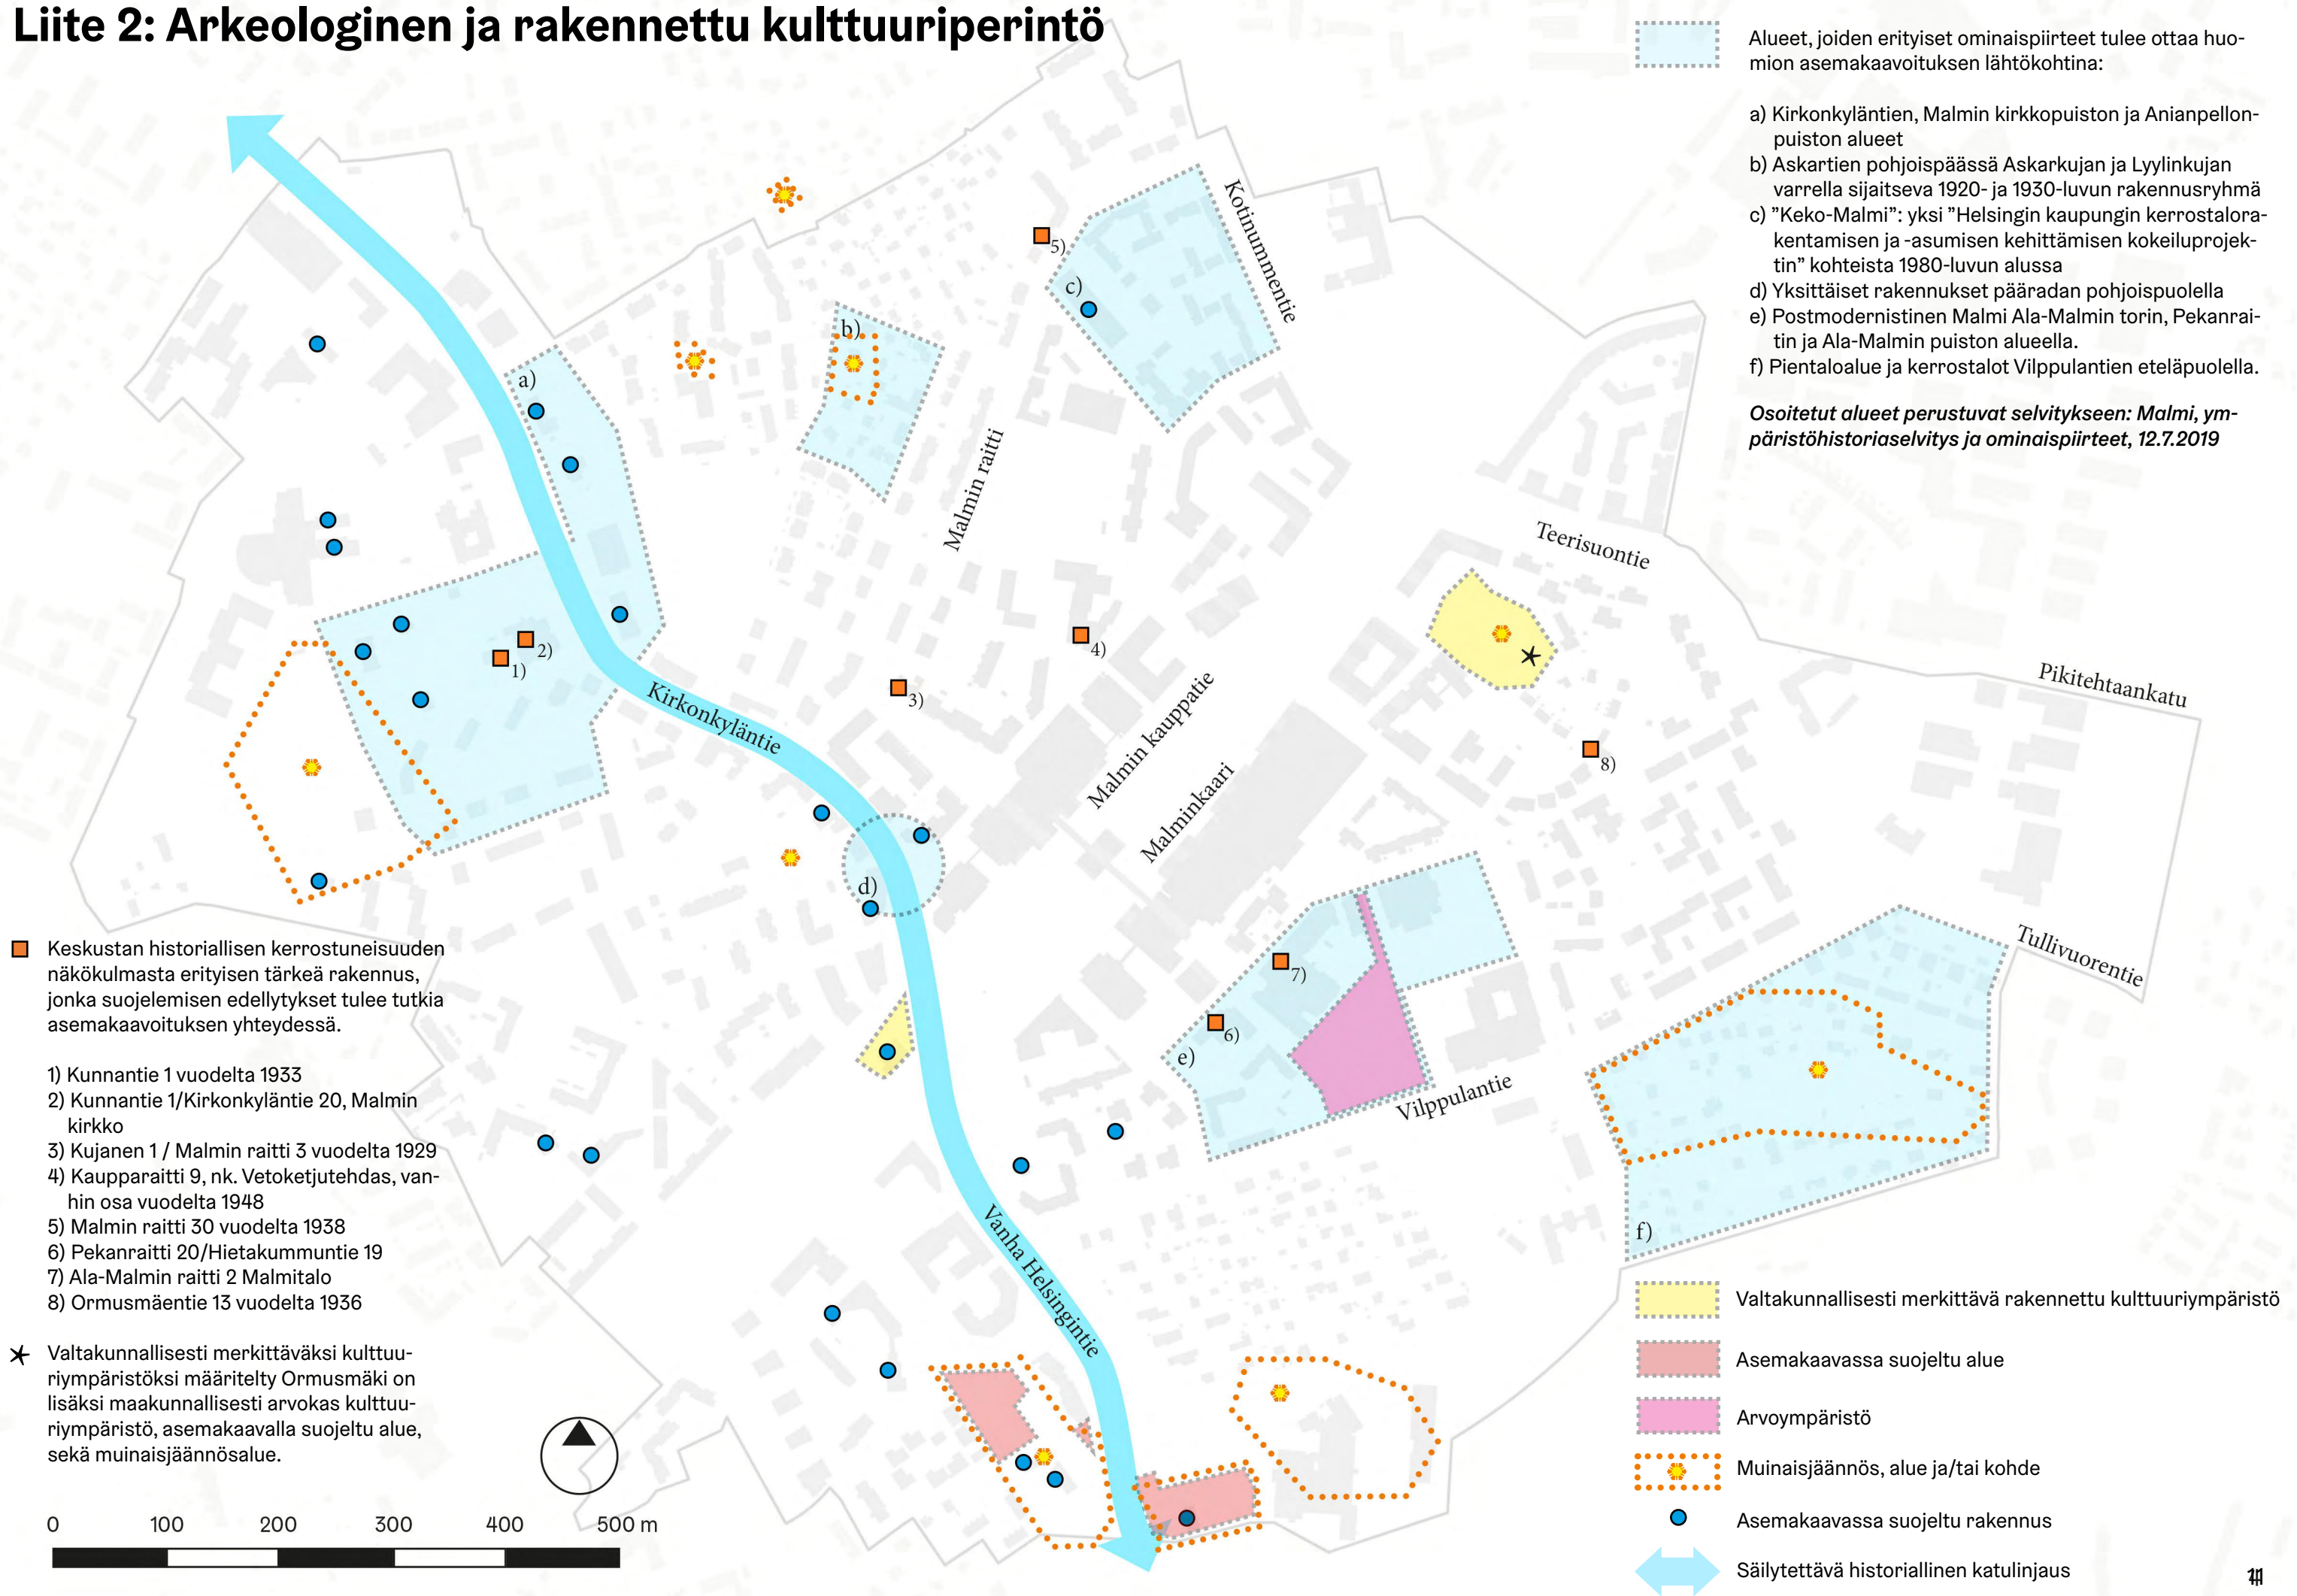 Liite 2: Arkeologinen ja rakennettu kulttuuriperintö
Alueet, joiden erityiset ominaispiirteet tulee ottaa huo-
mion asemakaavoituksen lähtökohtina:
a) Kirkonkyläntien, Malmin kirkkopuiston ja Anianpellon-
puiston alueet
b) Askartien pohjoispäässä Askarkujan ja Lyylinkujan
varrella sijaitseva 1920- ja 1930-luvun rakennusryhmä
c) ”Keko-Malmi”: yksi ”Helsingin kaupungin kerrostalora-
kentamisen ja -asumisen kehittämisen kokeiluprojek-
tin” kohteista 1980-luvun alussa
d) Yksittäiset rakennukset pääradan pohjoispuolella
e) Postmodernistinen Malmi Ala-Malmin torin, Pekanrai-
tin ja Ala-Malmin puiston alueella.
f) Pientaloalue ja kerrostalot Vilppulantien eteläpuolella.
Osoitetut alueet perustuvat selvitykseen: Malmi, ym-
päristöhistoriaselvitys ja ominaispiirteet, 12.7.2019
Kotinummentie
5)
c)
b)
a)
Malmin raitti
Teerisuontie
2)
1)
4)
3)
Kirkonkyläntie
Malmin kauppatie
Malminkaari
Pikitehtaankatu
8)
d)
Tullivuorentie
7)
6)
e)
Vilppulantie
f)
Vanha Helsingintie
Keskustan historiallisen kerrostuneisuuden
näkökulmasta erityisen tärkeä rakennus,
jonka suojelemisen edellytykset tulee tutkia
asemakaavoituksen yhteydessä.
1) Kunnantie 1 vuodelta 1933
2) Kunnantie 1/Kirkonkyläntie 20, Malmin
kirkko
3) Kujanen 1 / Malmin raitti 3 vuodelta 1929
4) Kaupparaitti 9, nk. Vetoketjutehdas, van-
hin osa vuodelta 1948
5) Malmin raitti 30 vuodelta 1938
6) Pekanraitti 20/Hietakummuntie 19
7) Ala-Malmin raitti 2 Malmitalo
8) Ormusmäentie 13 vuodelta 1936
Valtakunnallisesti merkittäväksi kulttuu-
riympäristöksi määritelty Ormusmäki on
lisäksi maakunnallisesti arvokas kulttuu-
riympäristö, asemakaavalla suojeltu alue,
sekä muinaisjäännösalue.
0 100 200 300 400 500 m
Valtakunnallisesti merkittävä rakennettu kulttuuriympäristö
Asemakaavassa suojeltu alue
Arvoympäristö
Muinaisjäännös, alue ja/tai kohde
Asemakaavassa suojeltu rakennus
Säilytettävä historiallinen katulinjaus